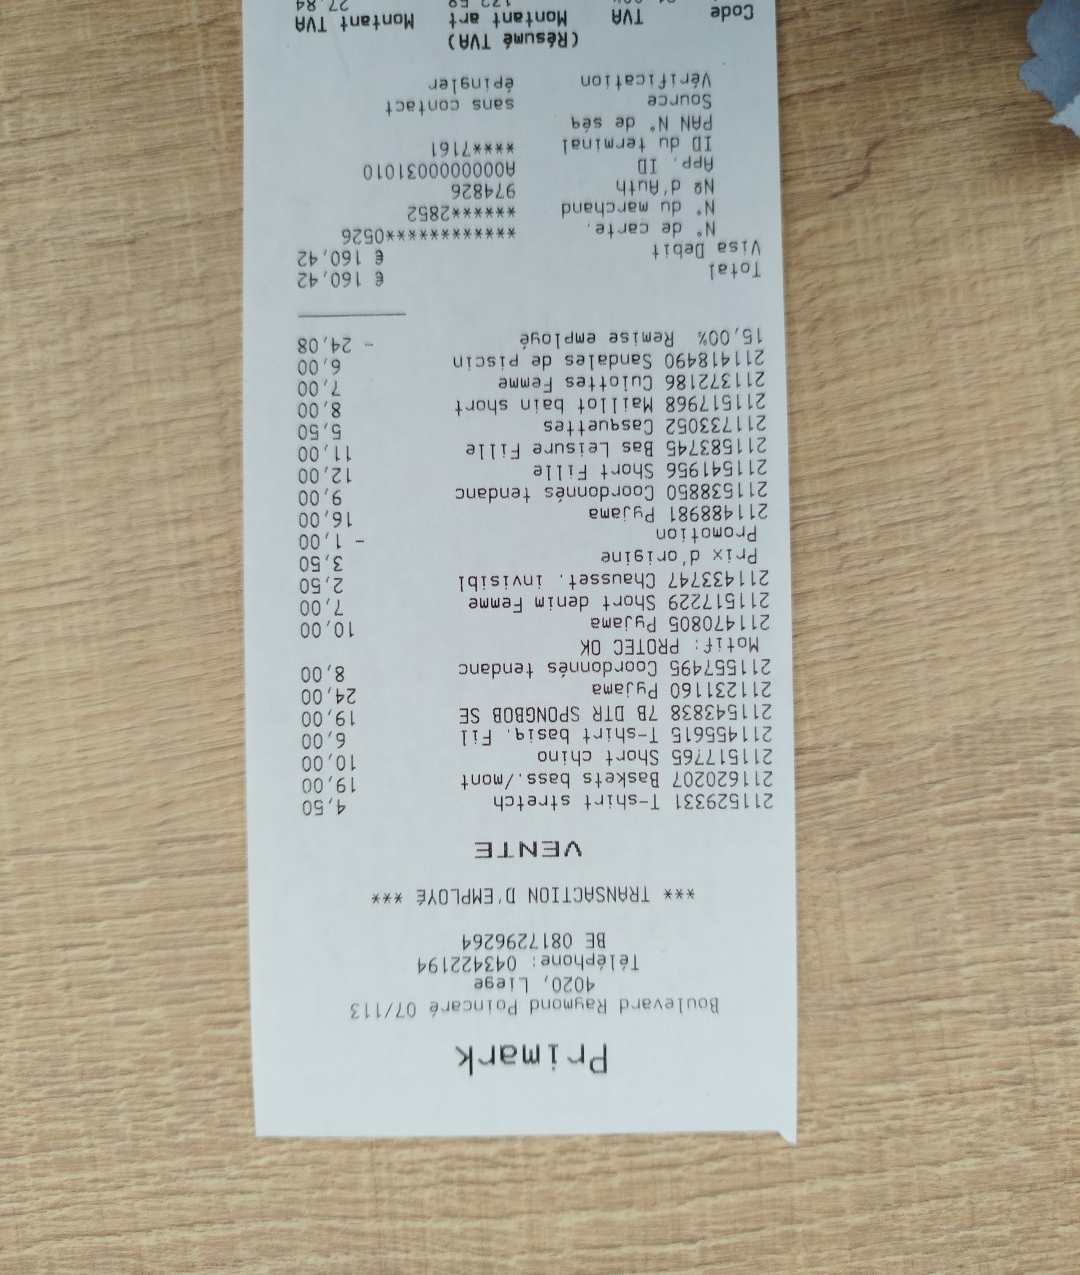 Primark
Boulevard Raymond Poincaré 07/113
4020, Liege
Téléphone: 043422194
BE 0817296264
*** TRANSACTION D'EMPLOYÉ ***
VENTE
211529331 T-shirt stretch 4,50
211620207 Baskets bass./mont 19,00
211517765 Short chino 10,00
211455615 T-shirt basiq. Fil 6,00
211543838 7B DTR SPONGBOB SE 19,00
211231160 Pyjama 24,00
211557495 Coordonnés tendanc 8,00
Motif: PROTEC OK
211470805 Pyjama 10,00
211517229 Short denim Femme 7,00
211433747 Chausset. invisibl 2,50
Prix d'origine 3,50
Promotion - 1,00
211488981 Pyjama 16,00
211538850 Coordonnés tendanc 9,00
211541956 Short Fille 12,00
211583745 Bas Leisure Fille 11,00
211733052 Casquettes 5,50
211517968 Maillot bain short 8,00
211372186 Culottes Femme 7,00
211418490 Sandales de Piscin 6,00
15,00% Remise employé - 24,08
Total € 160,42
Visa Debit € 160,42
N° de carte. ************0526
N° du marchand ******2852
Nº d'Auth 974826
App. ID A0000000031010
ID du terminal ****7161
PAN N° de séq
Source sans contact
Vérification épingler
(Résumé TVA)
Code TVA Montant art Montant TVA
27,84